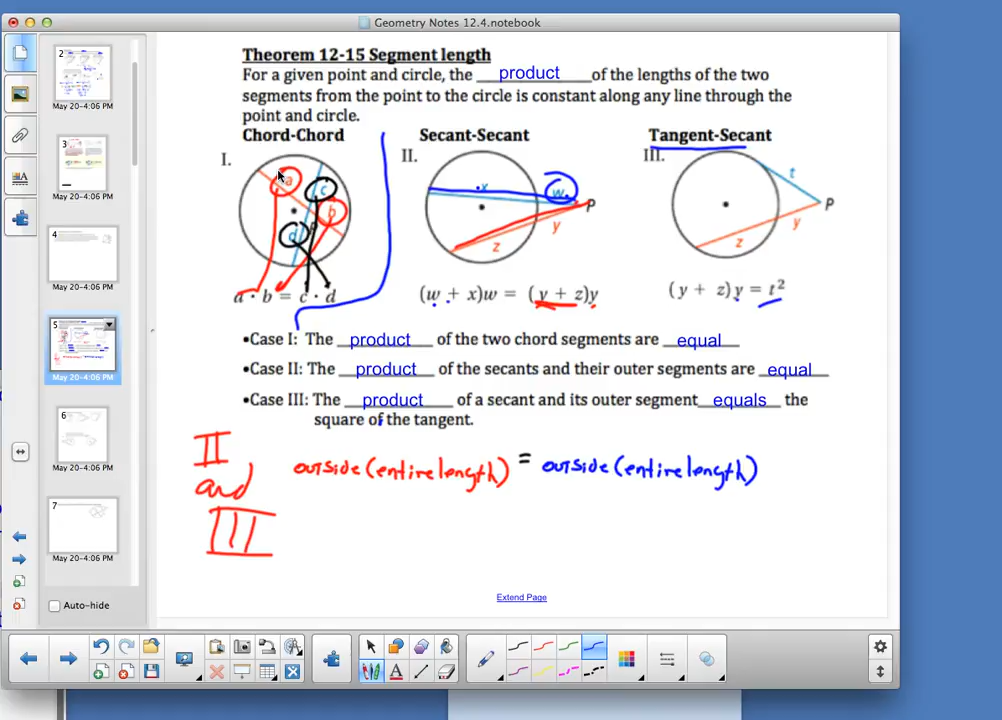 Geometry Notes 12.4.notebook
2
May 20-4:06 PM
3
May 20-4:06 PM
4
May 20-4:06 PM
5
May 20-4:06 PM
6
May 20-4:06 PM
7
May 20-4:06 PM
Auto-hide
Theorem 12-15 Segment length
For a given point and circle, the product of the lengths of the two
segments from the point to the circle is constant along any line through the
point and circle.
Chord-Chord Secant-Secant Tangent-Secant
I. II. III.
a c b d
x w P y z
t P y z
a · b = c · d (w + x)w = (y + z)y (y + z)y = t²
•Case I: The product of the two chord segments are equal
•Case II: The product of the secants and their outer segments are equal
•Case III: The product of a secant and its outer segment equals the
square of the tangent.
II
and
III
outside (entire length) = outside (entire length)
Extend Page
A